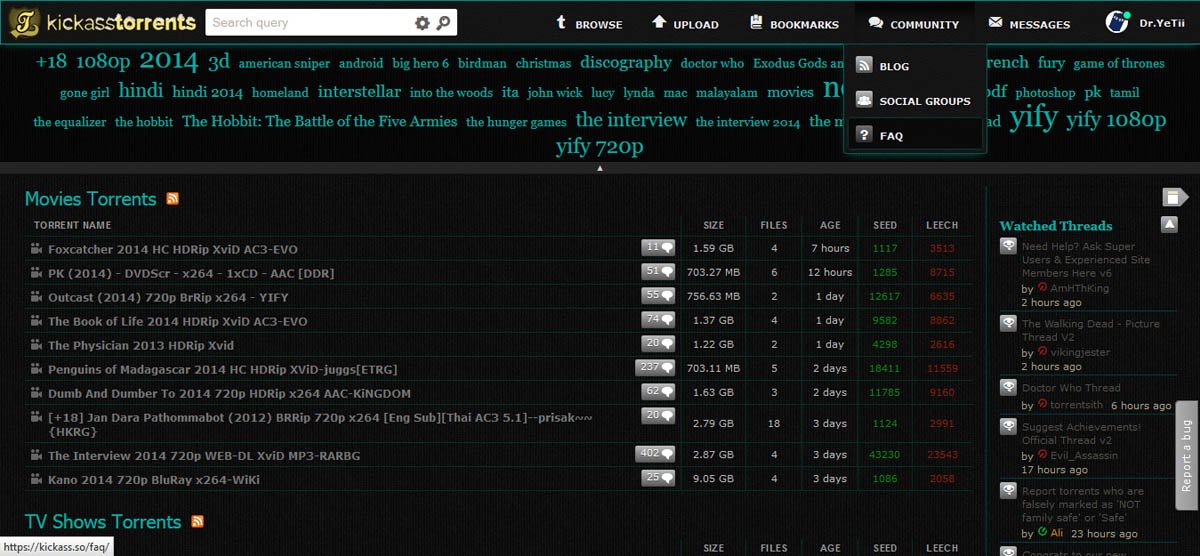 kickasstorrents Search query BROWSE UPLOAD BOOKMARKS COMMUNITY MESSAGES Dr.YeTii
BLOG
SOCIAL GROUPS
? FAQ
+18 1080p 2014 3d american sniper android big hero 6 birdman christmas discography doctor who Exodus Gods an rench fury game of thrones
gone girl hindi hindi 2014 homeland interstellar into the woods ita john wick lucy lynda mac malayalam movies photoshop pk tamil
the equalizer the hobbit The Hobbit: The Battle of the Five Armies the hunger games the interview the interview 2014 ad yify yify 1080p
yify 720p
▲
Movies Torrents
TORRENT NAME SIZE FILES AGE SEED LEECH
Foxcatcher 2014 HC HDRip XviD AC3-EVO 11 1.59 GB 4 7 hours 1117 3513
PK (2014) - DVDScr - x264 - 1xCD - AAC [DDR] 51 703.27 MB 6 12 hours 1285 8715
Outcast (2014) 720p BrRip x264 - YIFY 55 756.63 MB 2 1 day 12617 6635
The Book of Life 2014 HDRip XviD AC3-EVO 74 1.37 GB 4 1 day 9582 8862
The Physician 2013 HDRip Xvid 20 1.22 GB 2 1 day 4298 2616
Penguins of Madagascar 2014 HC HDRip XViD-juggs[ETRG] 237 703.11 MB 5 2 days 18411 11559
Dumb And Dumber To 2014 720p HDRip x264 AAC-KiNGDOM 62 1.63 GB 3 2 days 11785 9160
[+18] Jan Dara Pathommabot (2012) BRRip 720p x264 [Eng Sub][Thai AC3 5.1]--prisak~~ 20 2.79 GB 18 3 days 1124 2991
{HKRG}
The Interview 2014 720p WEB-DL XviD MP3-RARBG 402 2.87 GB 4 3 days 43230 23543
Kano 2014 720p BluRay x264-WiKi 25 9.05 GB 4 3 days 1086 2058
TV Shows Torrents
SIZE FILES AGE SEED LEECH
https://kickass.so/faq/
Watched Threads
Need Help? Ask Super
Users & Experienced Site
Members Here v6
by AmHThKing
2 hours ago
The Walking Dead - Picture
Thread V2
by vikingjester
2 hours ago
Doctor Who Thread
by torrentsith 6 hours ago
Suggest Achievements!
Official Thread v2
by Evil_Assassin
17 hours ago
Report torrents who are
falsely marked as 'NOT
family safe' or 'Safe'
by Ali 23 hours ago
Congrats to our new
Report a bug